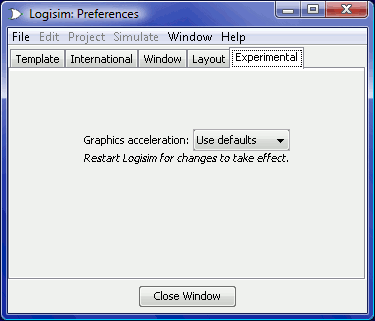 Logisim: Preferences
File Edit Project Simulate Window Help
Template International Window Layout Experimental
Graphics acceleration: Use defaults
Restart Logisim for changes to take effect.
Close Window